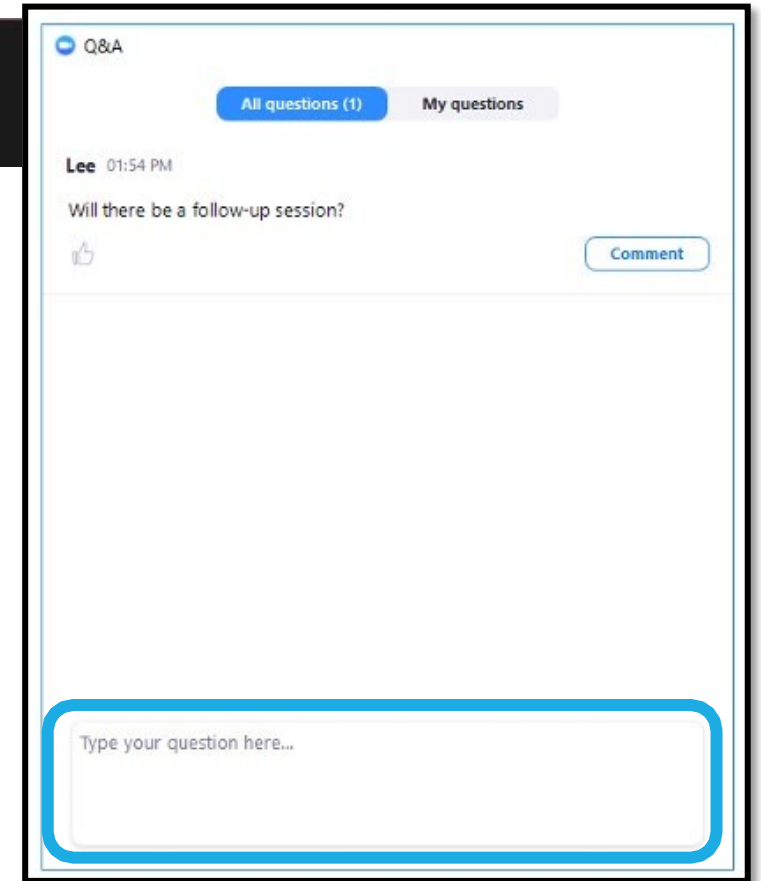 Q&A
All questions (1) My questions
Lee 01:54 PM
Will there be a follow-up session?
Comment
Type your question here...